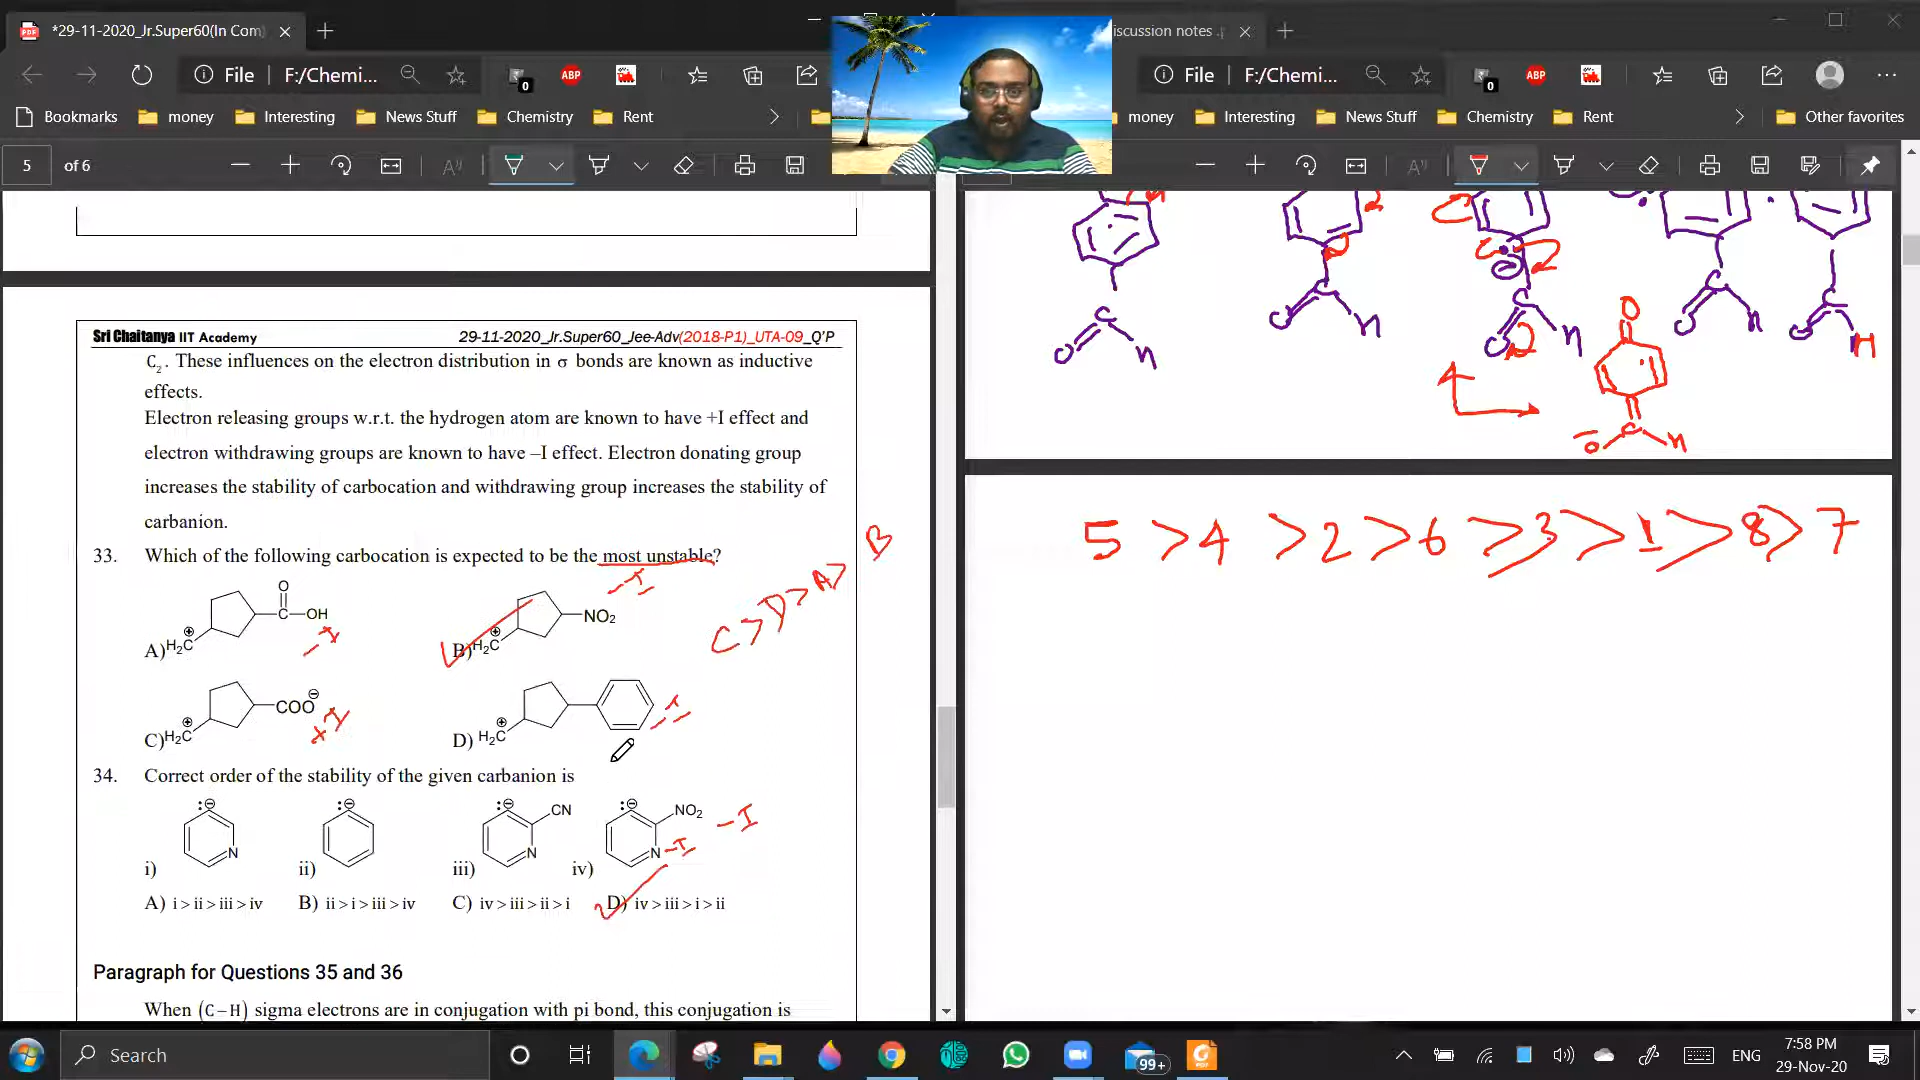 *29-11-2020_Jr.Super60(In Com
iscussion notes .
File F:/Chemi...
File F:/Chemi...
0
ABP
0
ABP
Bookmarks money Interesting News Stuff Chemistry Rent
money Interesting News Stuff Chemistry Rent Other favorites
5 of 6
Sri Chaitanya IIT Academy 29-11-2020_Jr.Super60_Jee-Adv(2018-P1)_UTA-09_Q'P
C2. These influences on the electron distribution in σ bonds are known as inductive
effects.
Electron releasing groups w.r.t. the hydrogen atom are known to have +I effect and
electron withdrawing groups are known to have –I effect. Electron donating group
increases the stability of carbocation and withdrawing group increases the stability of
carbanion.
33. Which of the following carbocation is expected to be the most unstable?
A) H2C ⊕ O C OH -I
B) H2C ⊕ NO2 -I
C > D > A > B
C) H2C ⊕ COO ⊖ +I
D) H2C ⊕ -I
34. Correct order of the stability of the given carbanion is
i) :⊖ N
ii) :⊖
iii) :⊖ CN N
iv) :⊖ NO2 N -I -I
A) i > ii > iii > iv B) ii > i > iii > iv C) iv > iii > ii > i D) iv > iii > i > ii
Paragraph for Questions 35 and 36
When (C–H) sigma electrons are in conjugation with pi bond, this conjugation is
5 > 4 > 2 > 6 > 3 > 1 > 8 > 7
Search
99+
ENG
7:58 PM
29-Nov-20